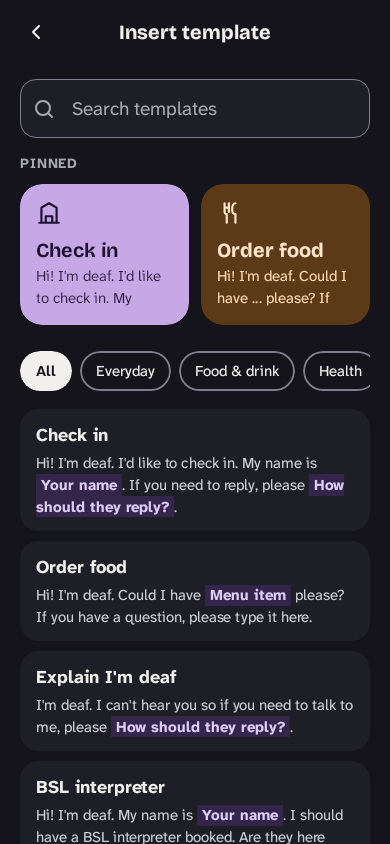 Insert template
Search templates
PINNED
Check in
Hi! I'm deaf. I'd like
to check in. My
Order food
Hi! I'm deaf. Could I
have ... please? If
All
Everyday
Food & drink
Health
Check in
Hi! I'm deaf. I'd like to check in. My name is
Your name . If you need to reply, please How
should they reply? .
Order food
Hi! I'm deaf. Could I have Menu item please?
If you have a question, please type it here.
Explain I'm deaf
I'm deaf. I can't hear you so if you need to talk to
me, please How should they reply? .
BSL interpreter
Hi! I'm deaf. My name is Your name . I should
have a BSL interpreter booked. Are they here